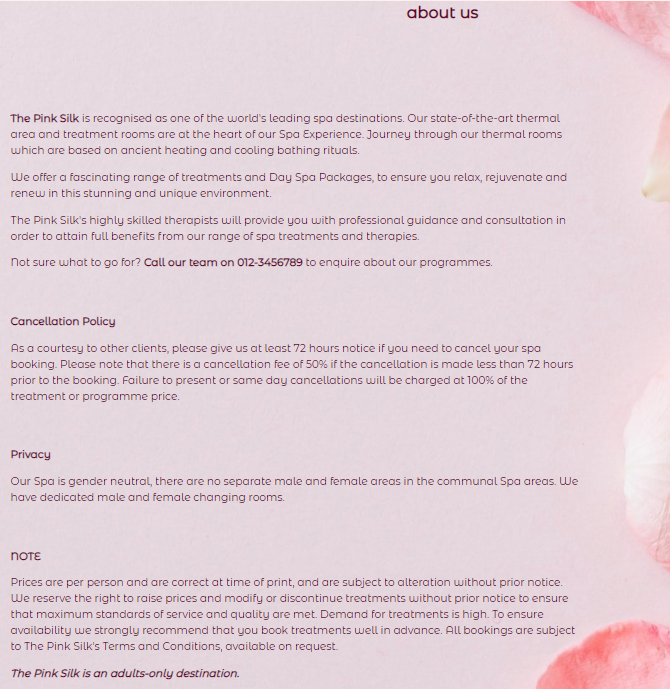 about us
The Pink Silk is recognised as one of the world's leading spa destinations. Our state-of-the-art thermal
area and treatment rooms are at the heart of our Spa Experience. Journey through our thermal rooms
which are based on ancient heating and cooling bathing rituals.
We offer a fascinating range of treatments and Day Spa Packages, to ensure you relax, rejuvenate and
renew in this stunning and unique environment.
The Pink Silk's highly skilled therapists will provide you with professional guidance and consultation in
order to attain full benefits from our range of spa treatments and therapies.
Not sure what to go for? Call our team on 012-3456789 to enquire about our programmes.
Cancellation Policy
As a courtesy to other clients, please give us at least 72 hours notice if you need to cancel your spa
booking. Please note that there is a cancellation fee of 50% if the cancellation is made less than 72 hours
prior to the booking. Failure to present or same day cancellations will be charged at 100% of the
treatment or programme price.
Privacy
Our Spa is gender neutral, there are no separate male and female areas in the communal Spa areas. We
have dedicated male and female changing rooms.
NOTE
Prices are per person and are correct at time of print, and are subject to alteration without prior notice.
We reserve the right to raise prices and modify or discontinue treatments without prior notice to ensure
that maximum standards of service and quality are met. Demand for treatments is high. To ensure
availability we strongly recommend that you book treatments well in advance. All bookings are subject
to The Pink Silk's Terms and Conditions, available on request.
The Pink Silk is an adults-only destination.